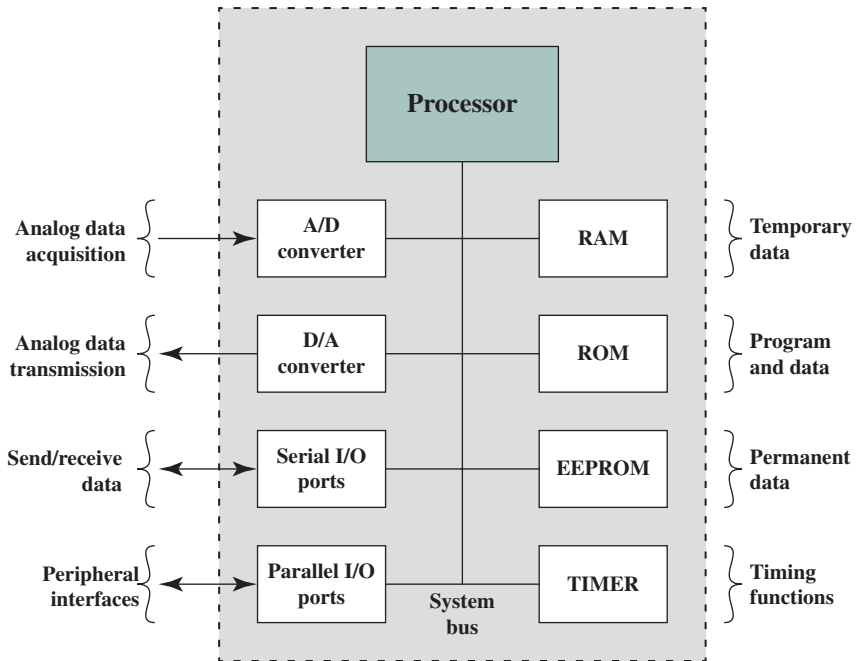 Processor
Analog data
acquisition
A/D
converter
RAM
Temporary
data
Analog data
transmission
D/A
converter
ROM
Program
and data
Send/receive
data
Serial I/O
ports
EEPROM
Permanent
data
Peripheral
interfaces
Parallel I/O
ports
System
bus
TIMER
Timing
functions